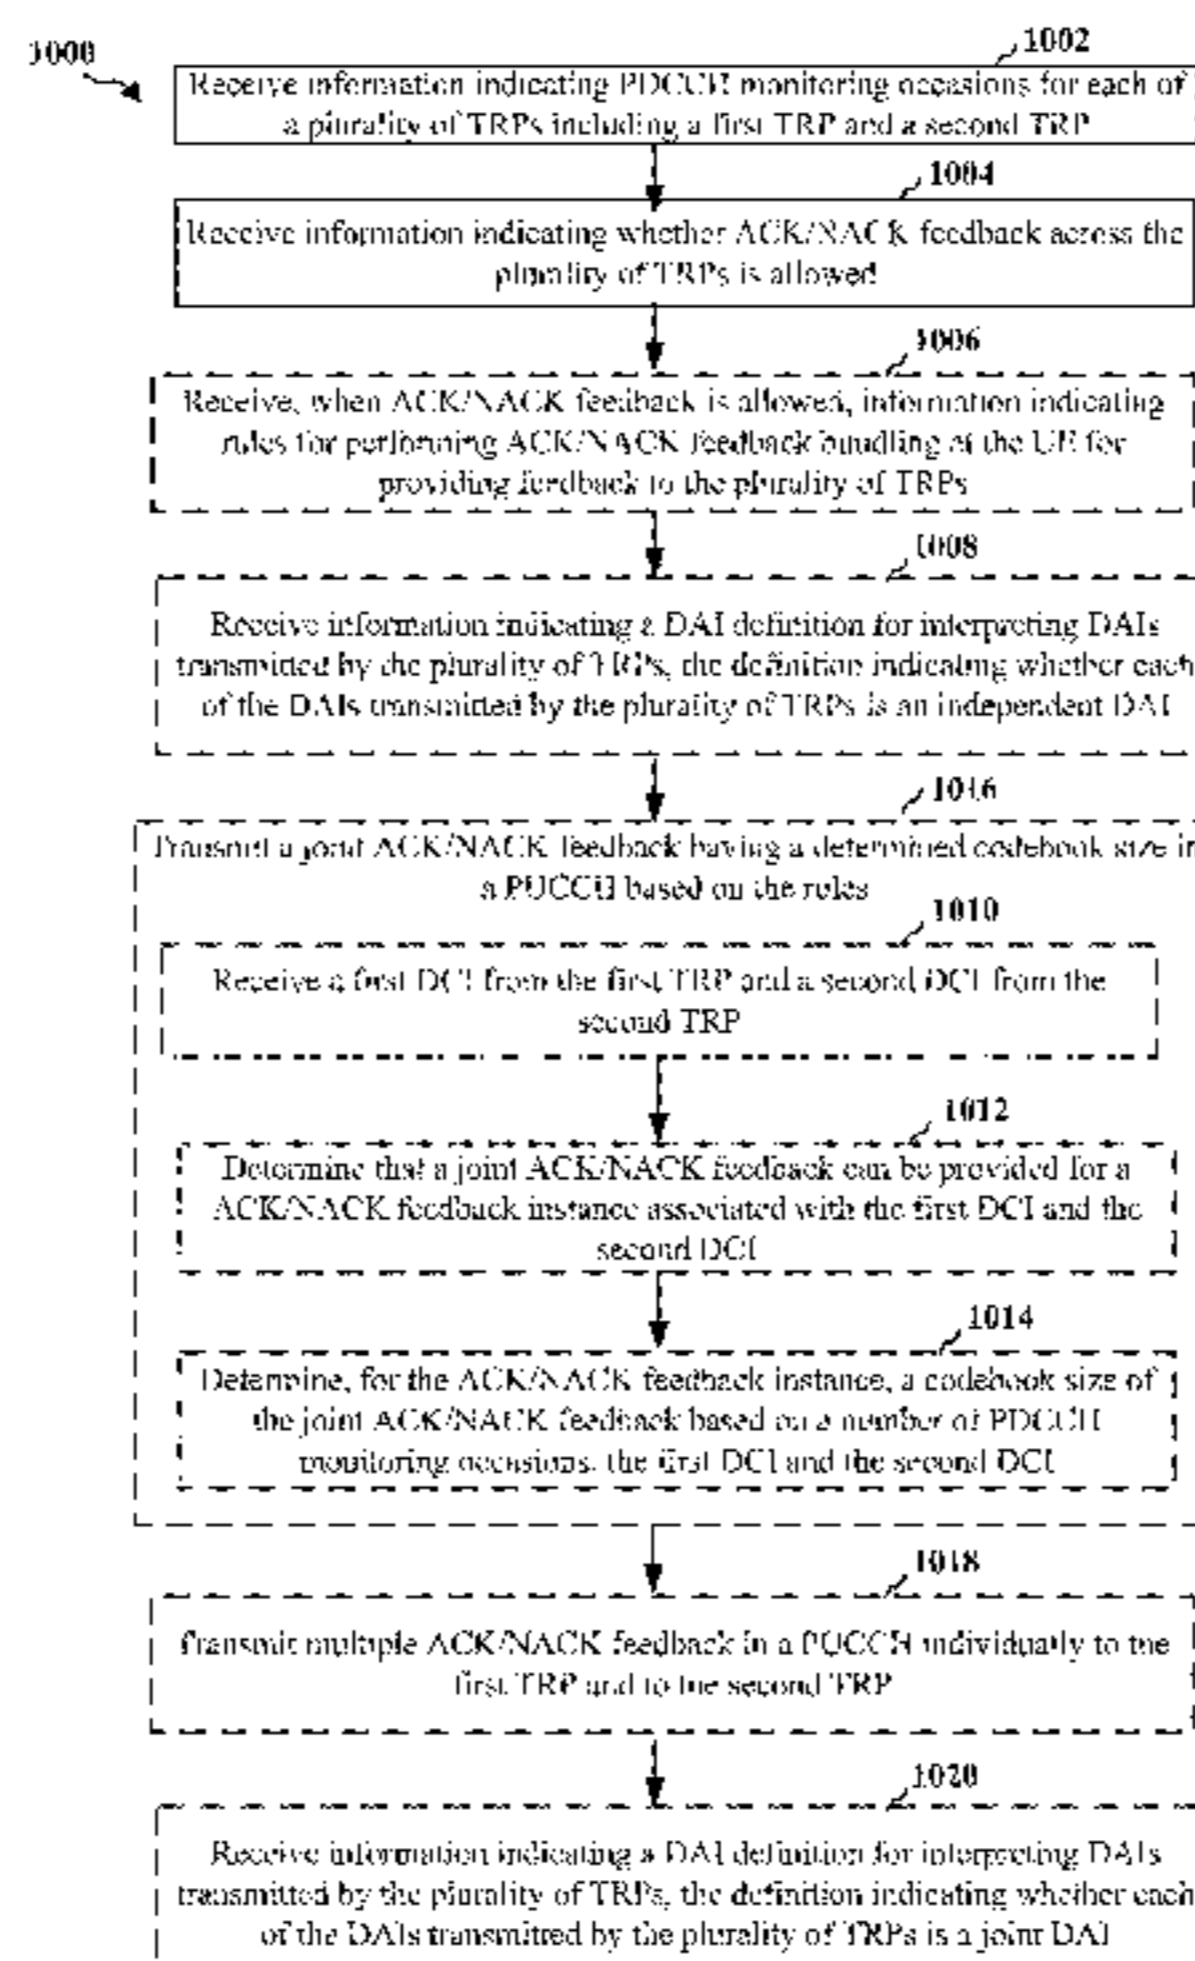 1000
1002
Receive information indicating PDCCH monitoring occasions for each of
a plurality of TRPs including a first TRP and a second TRP
1004
Receive information indicating whether ACK/NACK feedback across the
plurality of TRPs is allowed
1006
Receive, when ACK/NACK feedback is allowed, information indicating
rules for performing ACK/NACK feedback bundling at the UE for
providing feedback to the plurality of TRPs
1008
Receive information indicating a DAI definition for interpreting DAIs
transmitted by the plurality of TRPs, the definition indicating whether each
of the DAIs transmitted by the plurality of TRPs is an independent DAI
1016
Transmit a joint ACK/NACK feedback having a determined codebook size in
a PUCCH based on the rules
1010
Receive a first DCI from the first TRP and a second DCI from the
second TRP
1012
Determine that a joint ACK/NACK feedback can be provided for a
ACK/NACK feedback instance associated with the first DCI and the
second DCI
1014
Determine, for the ACK/NACK feedback instance, a codebook size of
the joint ACK/NACK feedback based on a number of PDCCH
monitoring occasions, the first DCI and the second DCI
1018
Transmit multiple ACK/NACK feedback in a PUCCH individually to the
first TRP and to the second TRP
1020
Receive information indicating a DAI definition for interpreting DAIs
transmitted by the plurality of TRPs, the definition indicating whether each
of the DAIs transmitted by the plurality of TRPs is a joint DAI